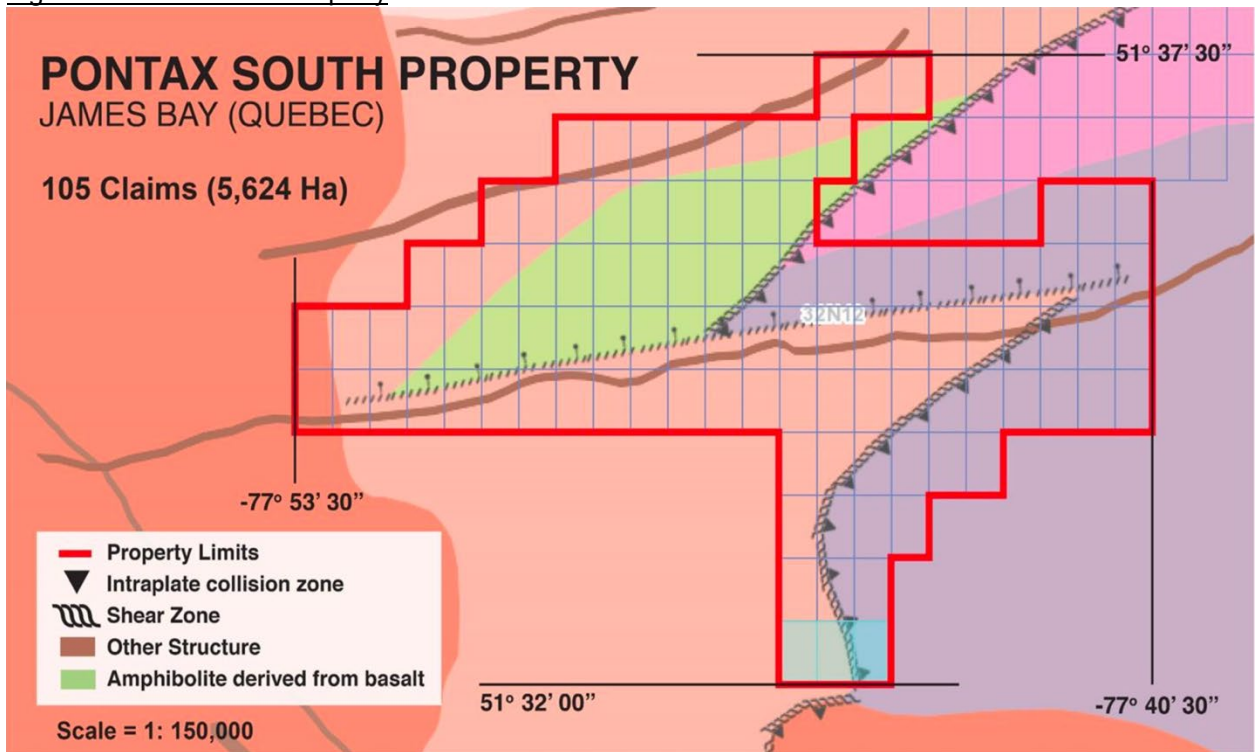 PONTAX SOUTH PROPERTY
JAMES BAY (QUEBEC)
105 Claims (5,624 Ha)
51° 37' 30”
32N12
-77° 53' 30”
Property Limits
Intraplate collision zone
Shear Zone
Other Structure
Amphibolite derived from basalt
Scale = 1: 150,000
51° 32' 00”
-77° 40' 30”